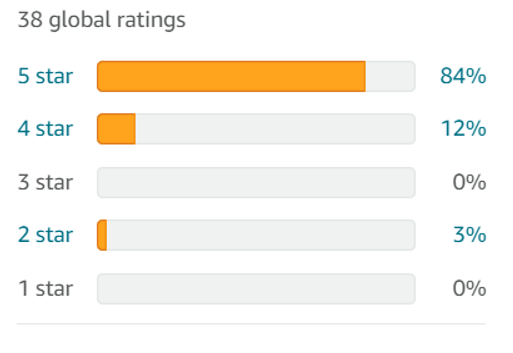 38 global ratings
5 star 84%
4 star 12%
3 star 0%
2 star 3%
1 star 0%